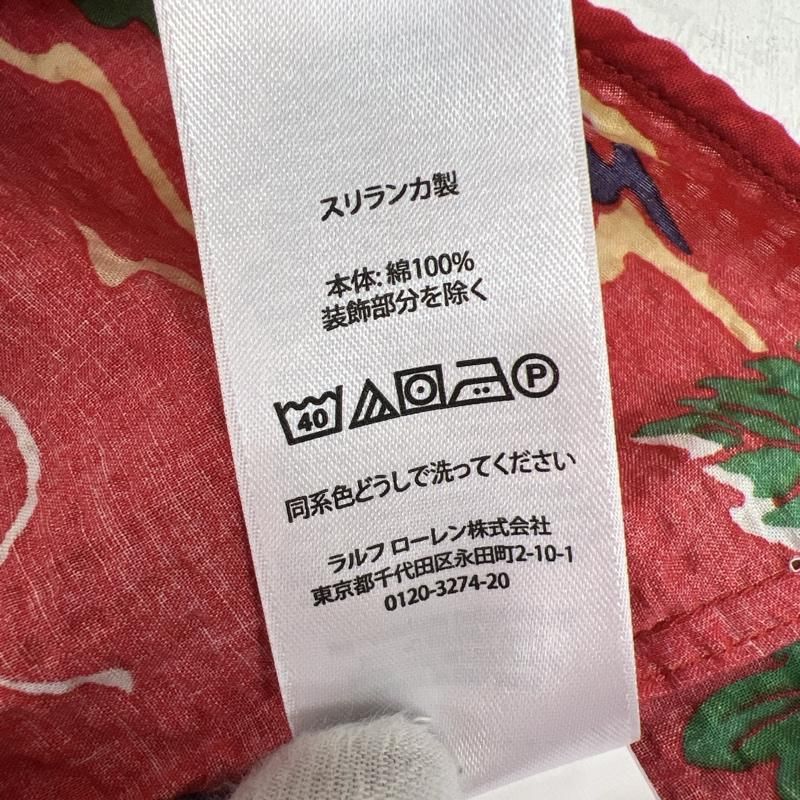 スリランカ製
本体: 綿100%
装飾部分を除く
40 P
同系色どうしで洗ってください
ラルフ ローレン株式会社
東京都千代田区永田町2-10-1
0120-3274-20